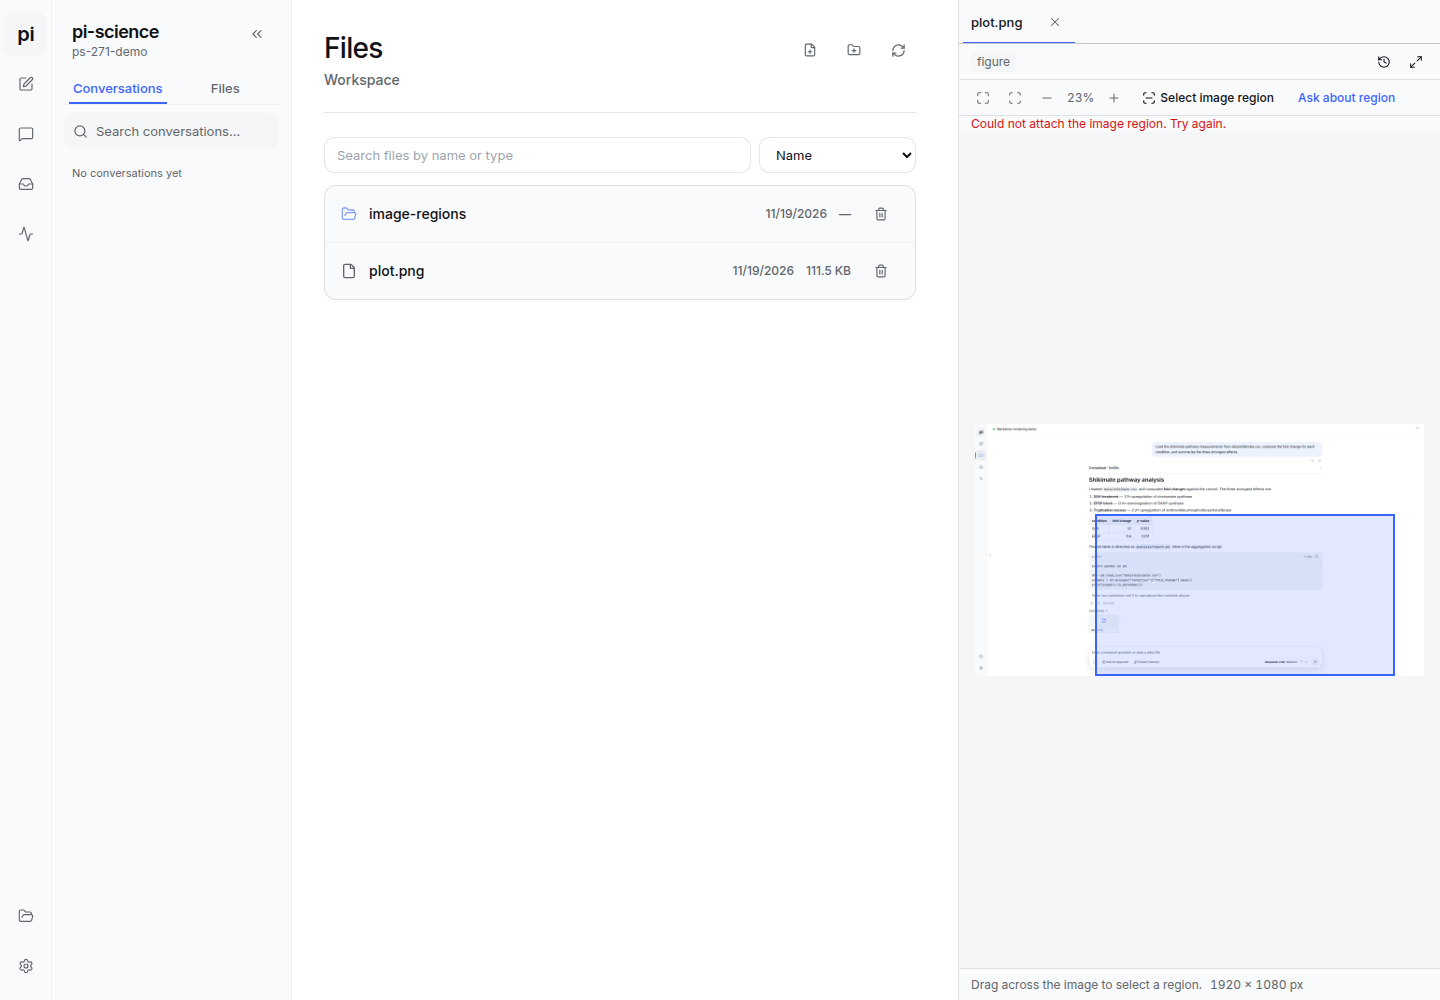 pi
pi-science
ps-271-demo
Conversations
Files
Search conversations...
No conversations yet
Files
Workspace
Search files by name or type
Name
image-regions
11/19/2026
—
plot.png
11/19/2026
111.5 KB
plot.png
figure
23%
Select image region
Ask about region
Could not attach the image region. Try again.
Shikimate pathway analysis
Drag across the image to select a region.
1920 × 1080 px